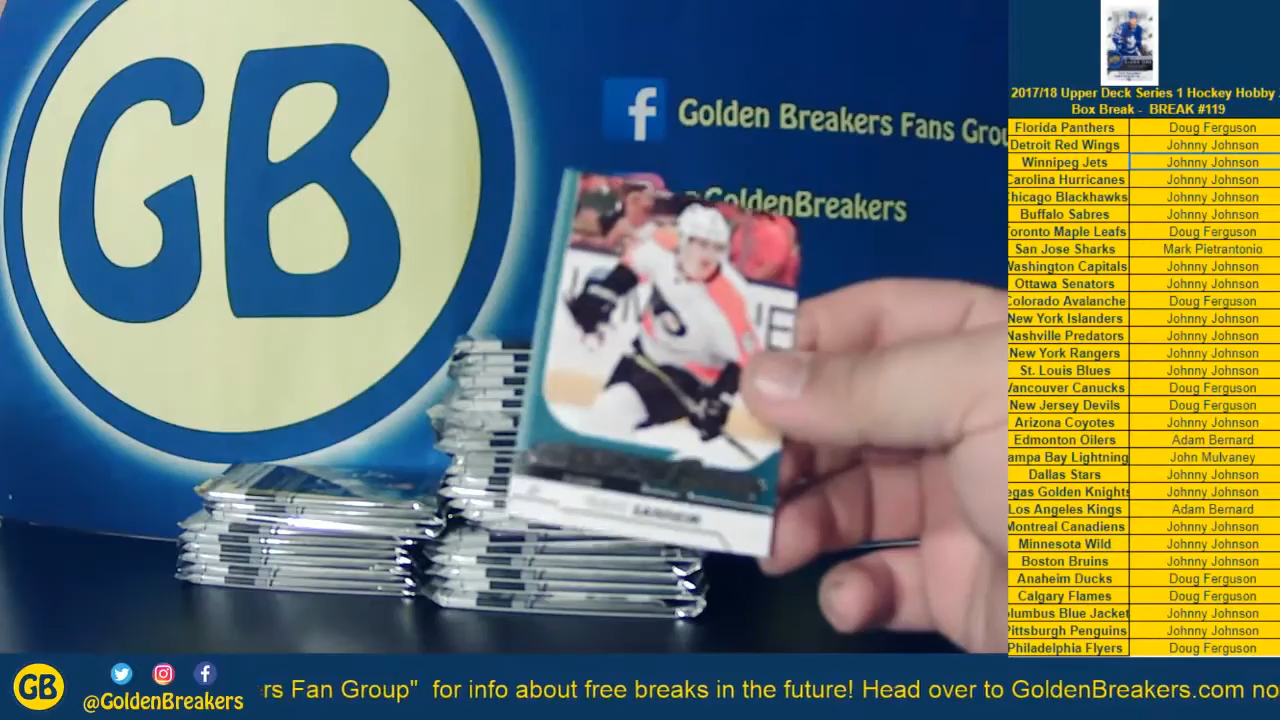 GB
f
Golden Breakers Fans Grou
GoldenBreakers
2017/18 Upper Deck Series 1 Hockey Hobby
Box Break - BREAK #119
Florida Panthers Doug Ferguson
Detroit Red Wings Johnny Johnson
Winnipeg Jets Johnny Johnson
Carolina Hurricanes Johnny Johnson
Chicago Blackhawks Johnny Johnson
Buffalo Sabres Johnny Johnson
oronto Maple Leafs Doug Ferguson
San Jose Sharks Mark Pietrantonio
Washington Capitals Johnny Johnson
Ottawa Senators Johnny Johnson
Colorado Avalanche Doug Ferguson
New York Islanders Johnny Johnson
Nashville Predators Johnny Johnson
New York Rangers Johnny Johnson
St. Louis Blues Johnny Johnson
Vancouver Canucks Doug Ferguson
New Jersey Devils Doug Ferguson
Arizona Coyotes Johnny Johnson
Edmonton Oilers Adam Bernard
ampa Bay Lightning John Mulvaney
Dallas Stars Johnny Johnson
egas Golden Knights Johnny Johnson
Los Angeles Kings Adam Bernard
Montreal Canadiens Johnny Johnson
Minnesota Wild Johnny Johnson
Boston Bruins Johnny Johnson
Anaheim Ducks Doug Ferguson
Calgary Flames Doug Ferguson
olumbus Blue Jacket Johnny Johnson
Pittsburgh Penguins Johnny Johnson
Philadelphia Flyers Doug Ferguson
GB
@GoldenBreakers
rs Fan Group" for info about free breaks in the future! Head over to GoldenBreakers.com no